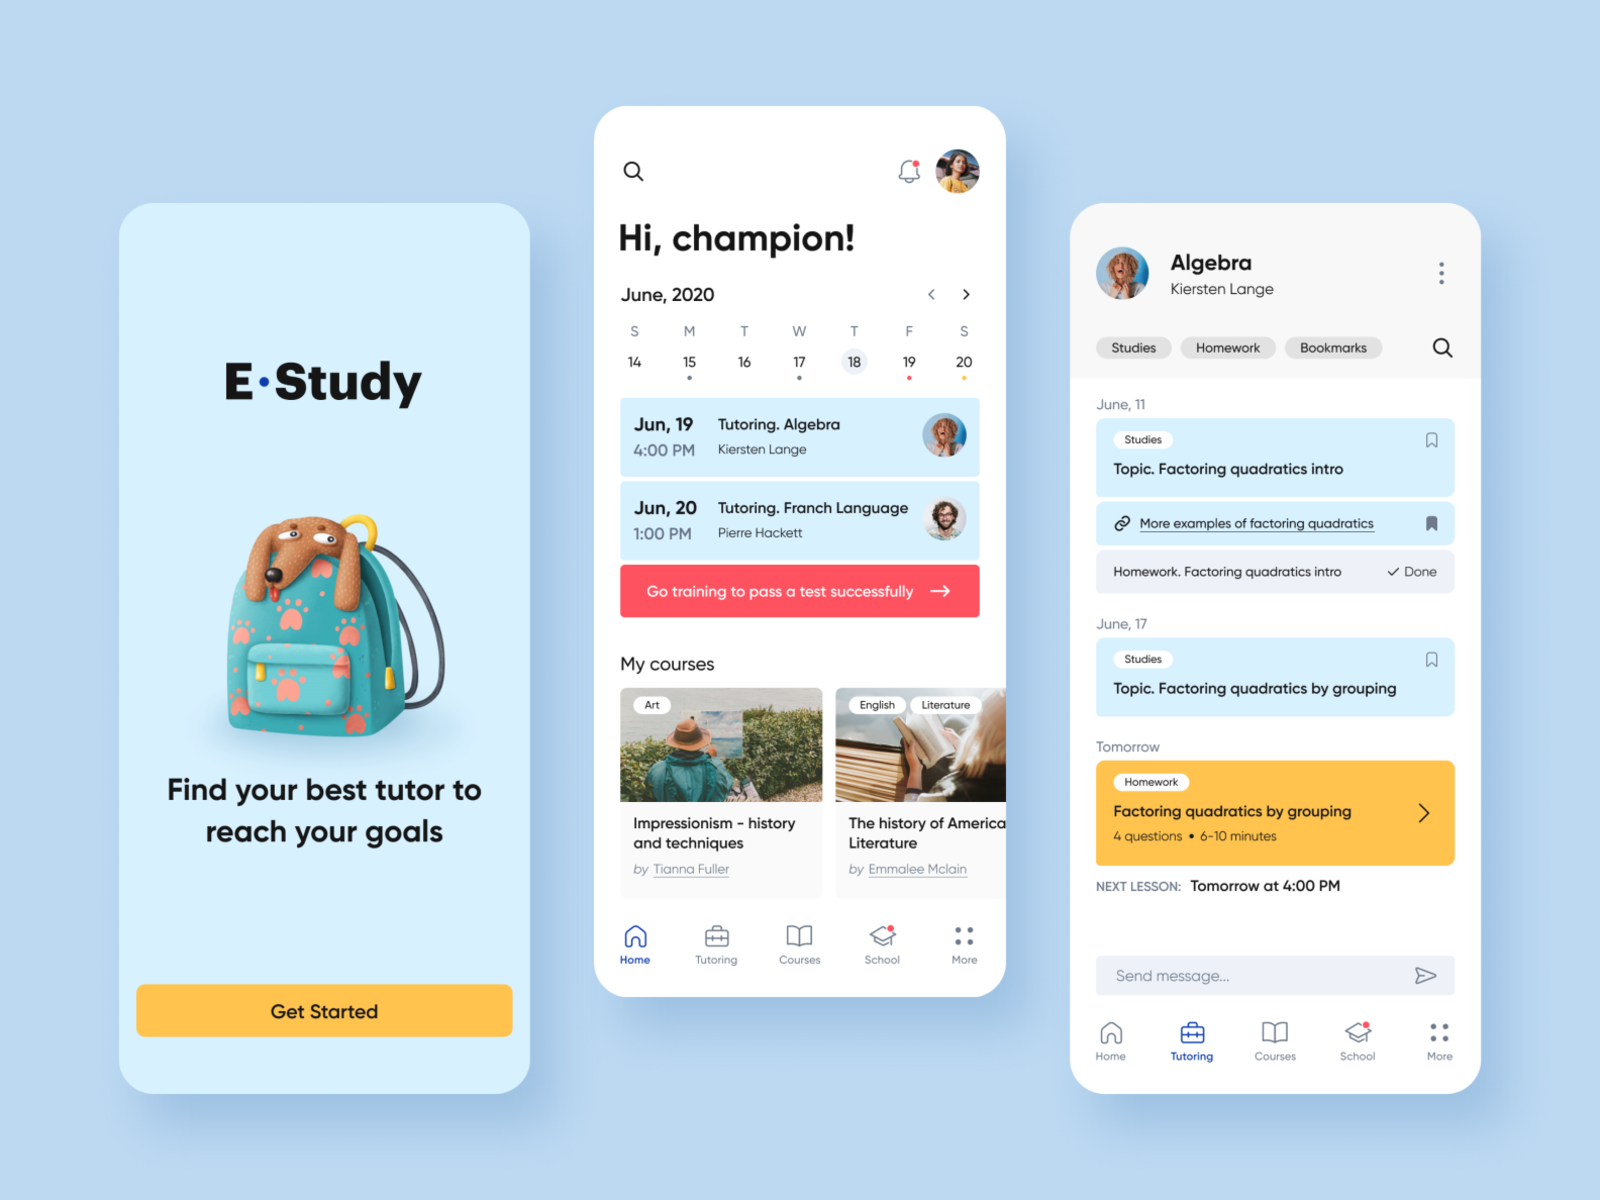 E·Study
Find your best tutor to
reach your goals
Get Started
Hi, champion!
June, 2020
S M T W T F S
14 15 16 17 18 19 20
Jun, 19 Tutoring. Algebra
4:00 PM Kiersten Lange
Jun, 20 Tutoring. Franch Language
1:00 PM Pierre Hackett
Go training to pass a test successfully
My courses
Art
Impressionism - history
and techniques
by Tianna Fuller
English Literature
The history of America
Literature
by Emmalee Mclain
Home Tutoring Courses School More
Algebra
Kiersten Lange
Studies Homework Bookmarks
June, 11
Studies
Topic. Factoring quadratics intro
More examples of factoring quadratics
Homework. Factoring quadratics intro Done
June, 17
Studies
Topic. Factoring quadratics by grouping
Tomorrow
Homework
Factoring quadratics by grouping
4 questions • 6-10 minutes
NEXT LESSON: Tomorrow at 4:00 PM
Send message...
Home Tutoring Courses School More